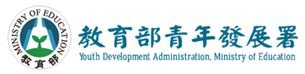 MINISTRY OF EDUCATION
教育部
教育部青年發展署
Youth Development Administration, Ministry of Education